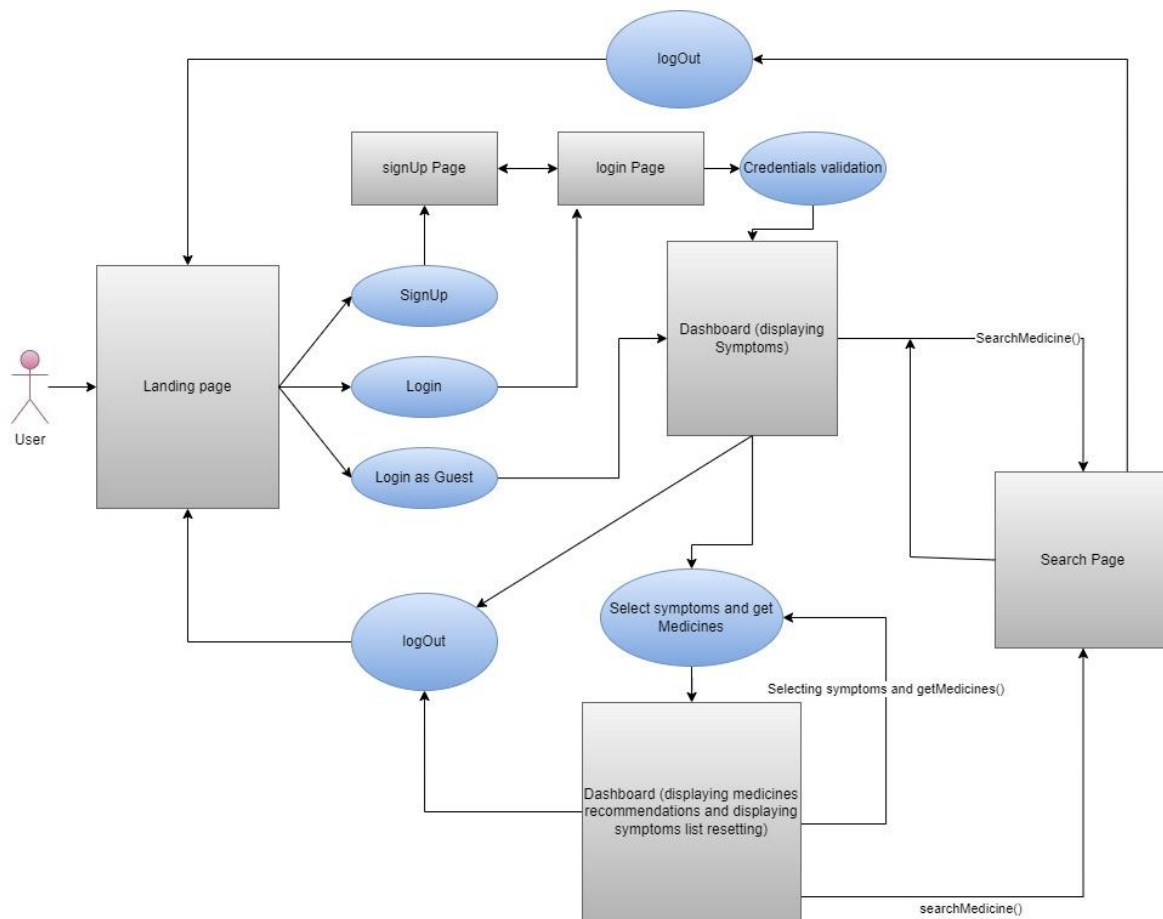 logOut
signUp Page
login Page
Credentials validation
SignUp
Dashboard (displaying
Symptoms)
SearchMedicine()
Landing page
Login
User
Login as Guest
Search Page
Select symptoms and get
Medicines
logOut
Selecting symptoms and getMedicines()
Dashboard (displaying medicines
recommendations and displaying
symptoms list resetting)
searchMedicine()